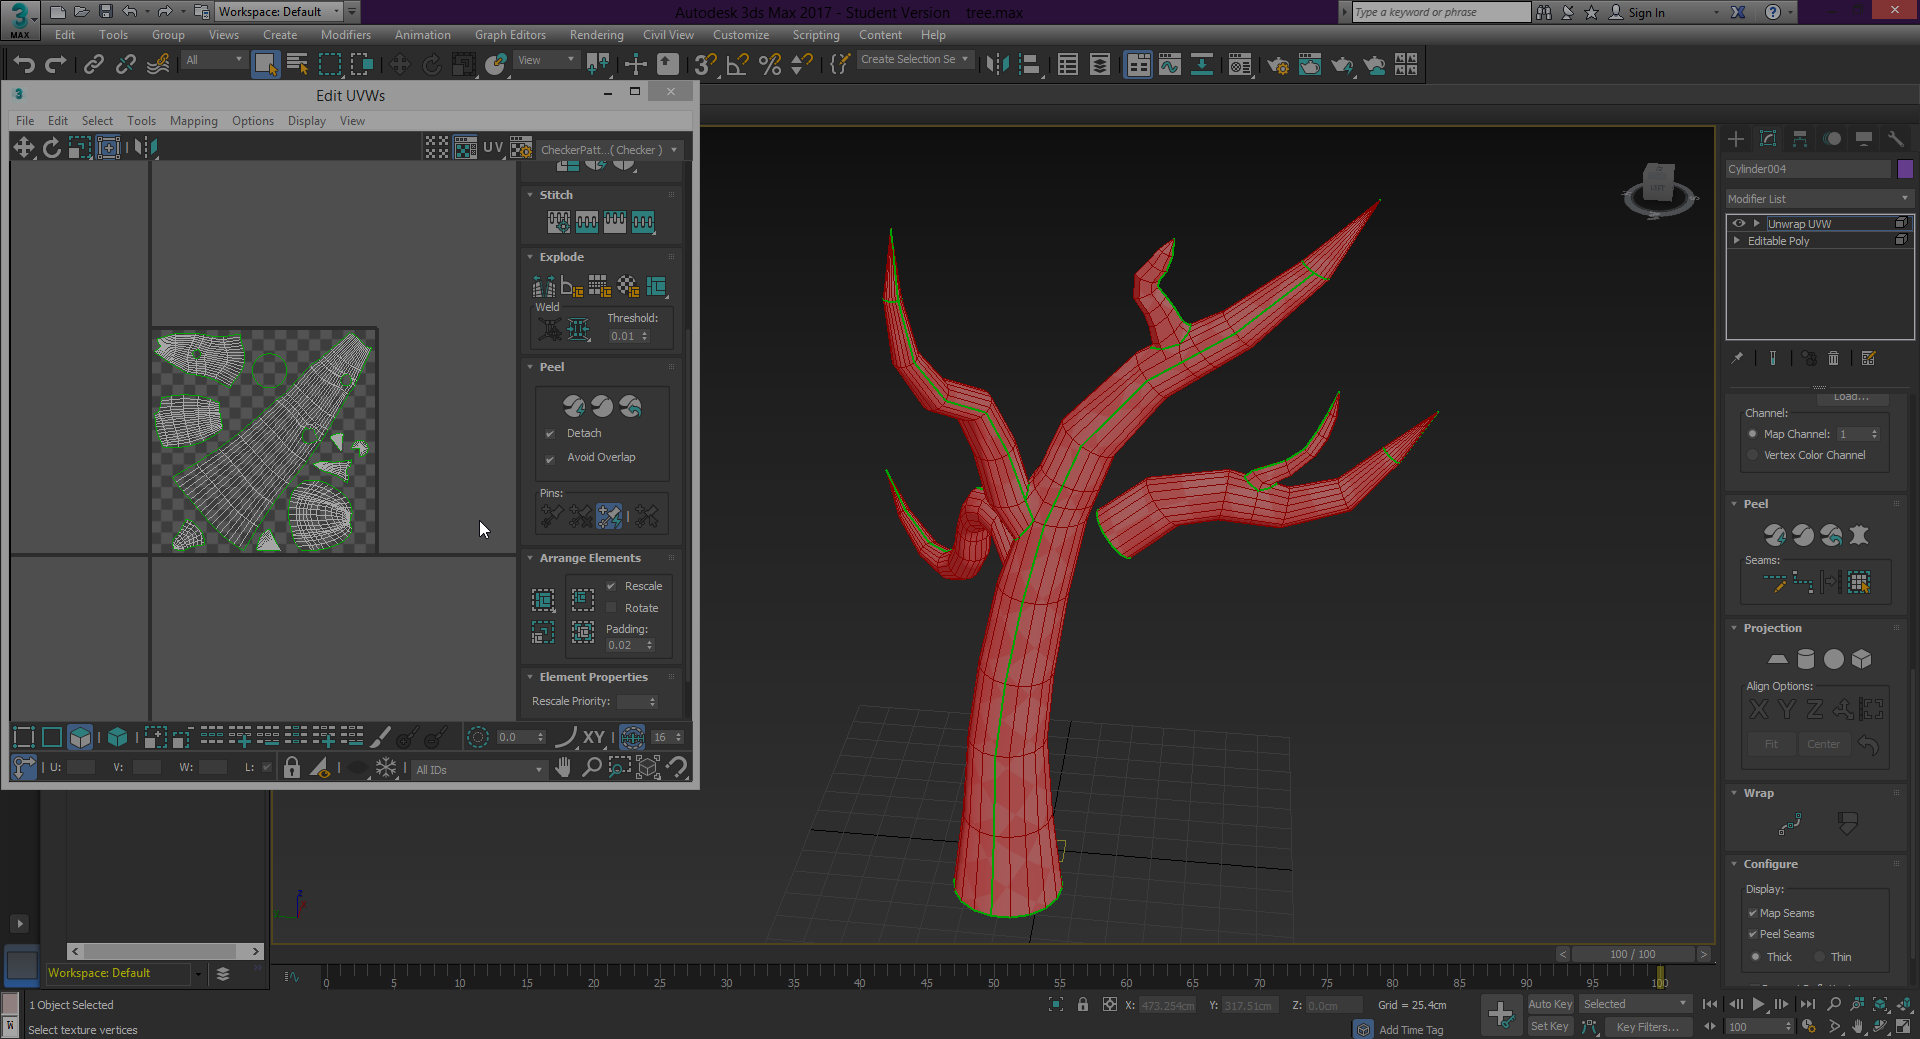 Workspace: Default
Autodesk 3ds Max 2017 - Student Version    tree.max
Type a keyword or phrase
Sign In
MAX
Edit Tools Group Views Create Modifiers Animation Graph Editors Rendering Civil View Customize Scripting Content Help
All
View
Create Selection Se
Edit UVWs
File Edit Select Tools Mapping Options Display View
UV
CheckerPatt...( Checker )
Stitch
Explode
Weld
Threshold:
0.01
Peel
Detach
Avoid Overlap
Pins:
Arrange Elements
Rescale
Rotate
Padding:
0.02
Element Properties
Rescale Priority:
0.0
XY
16
U:
V:
W:
L:
All IDs
Cylinder004
Modifier List
Unwrap UVW
Editable Poly
Load...
Channel:
Map Channel: 1
Vertex Color Channel
Peel
Seams:
Projection
Align Options:
X Y Z
Fit
Center
Wrap
Configure
Display:
Map Seams
Peel Seams
Thick
Thin
100 / 100
Workspace: Default
0 5 10 15 20 25 30 35 40 45 50 55 60 65 70 75 80 85 90 95 100
1 Object Selected
Select texture vertices
X: 473.254cm
Y: 317.51cm
Z: 0.0cm
Grid = 25.4cm
Add Time Tag
Auto Key
Selected
Set Key
Key Filters...
100